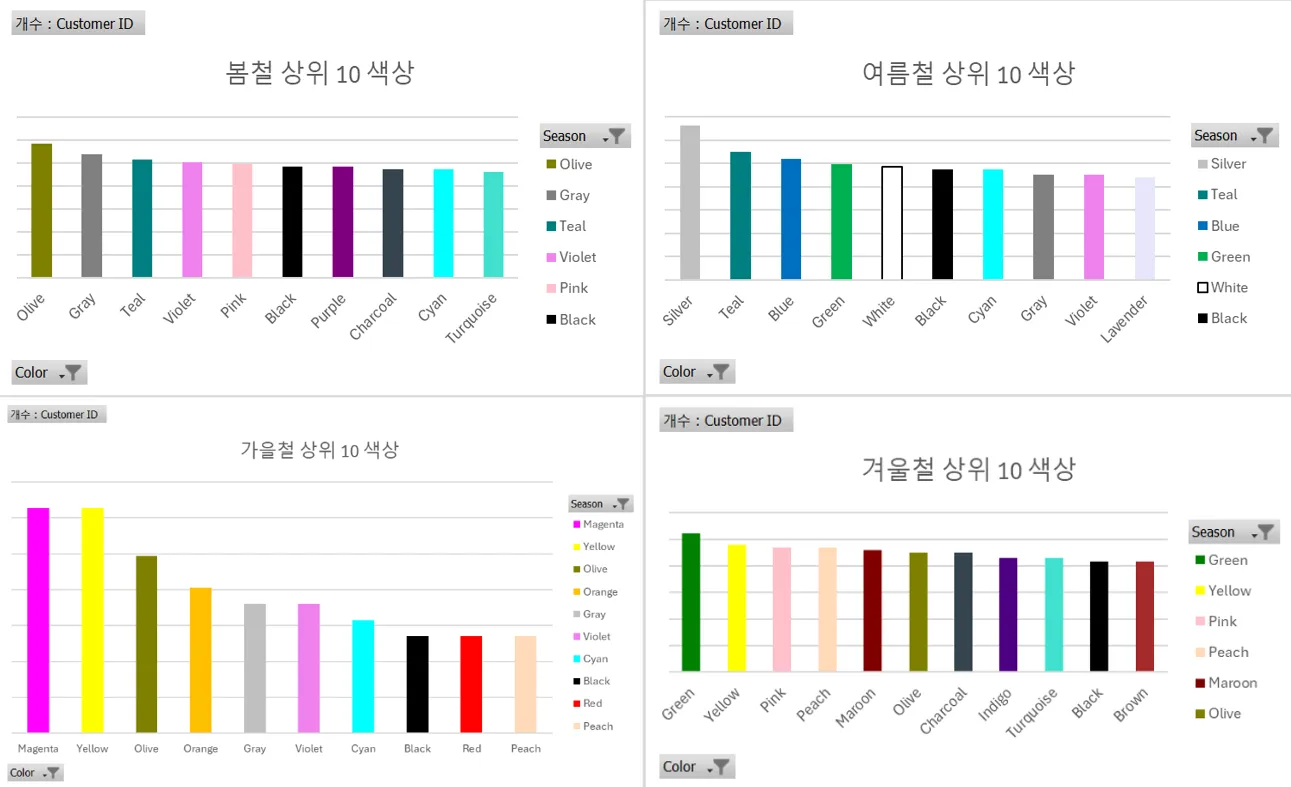 개수 : Customer ID
봄철 상위 10 색상
Season
Olive
Gray
Teal
Violet
Pink
Black
Olive Gray Teal Violet Pink Black Purple Charcoal Cyan Turquoise
Color
개수 : Customer ID
여름철 상위 10 색상
Season
Silver
Teal
Blue
Green
White
Black
Silver Teal Blue Green White Black Cyan Gray Violet Lavender
Color
개수 : Customer ID
가을철 상위 10 색상
Season
Magenta
Yellow
Olive
Orange
Gray
Violet
Cyan
Black
Red
Peach
Magenta Yellow Olive Orange Gray Violet Cyan Black Red Peach
Color
개수 : Customer ID
겨울철 상위 10 색상
Season
Green
Yellow
Pink
Peach
Maroon
Olive
Green Yellow Pink Peach Maroon Olive Charcoal Indigo Turquoise Black Brown
Color